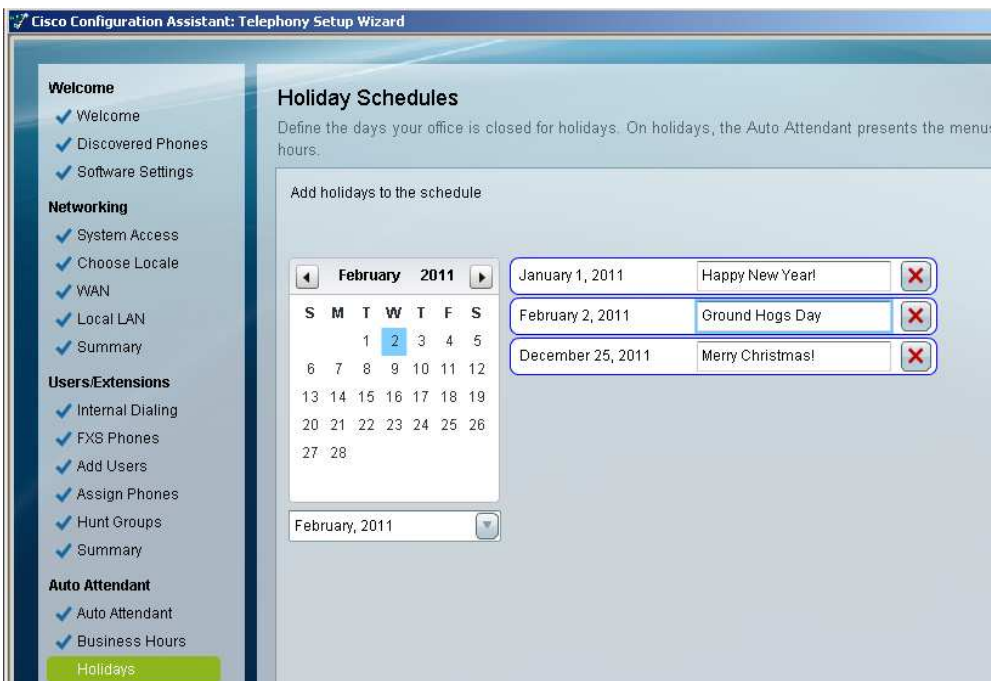 Cisco Configuration Assistant: Telephony Setup Wizard
Welcome
Welcome
Discovered Phones
Software Settings
Networking
System Access
Choose Locale
WAN
Local LAN
Summary
Users/Extensions
Internal Dialing
FXS Phones
Add Users
Assign Phones
Hunt Groups
Summary
Auto Attendant
Auto Attendant
Business Hours
Holidays
Holiday Schedules
Define the days your office is closed for holidays. On holidays, the Auto Attendant presents the menus
hours.
Add holidays to the schedule
February 2011
S M T W T F S
1 2 3 4 5
6 7 8 9 10 11 12
13 14 15 16 17 18 19
20 21 22 23 24 25 26
27 28
February, 2011
January 1, 2011 Happy New Year!
February 2, 2011 Ground Hogs Day
December 25, 2011 Merry Christmas!